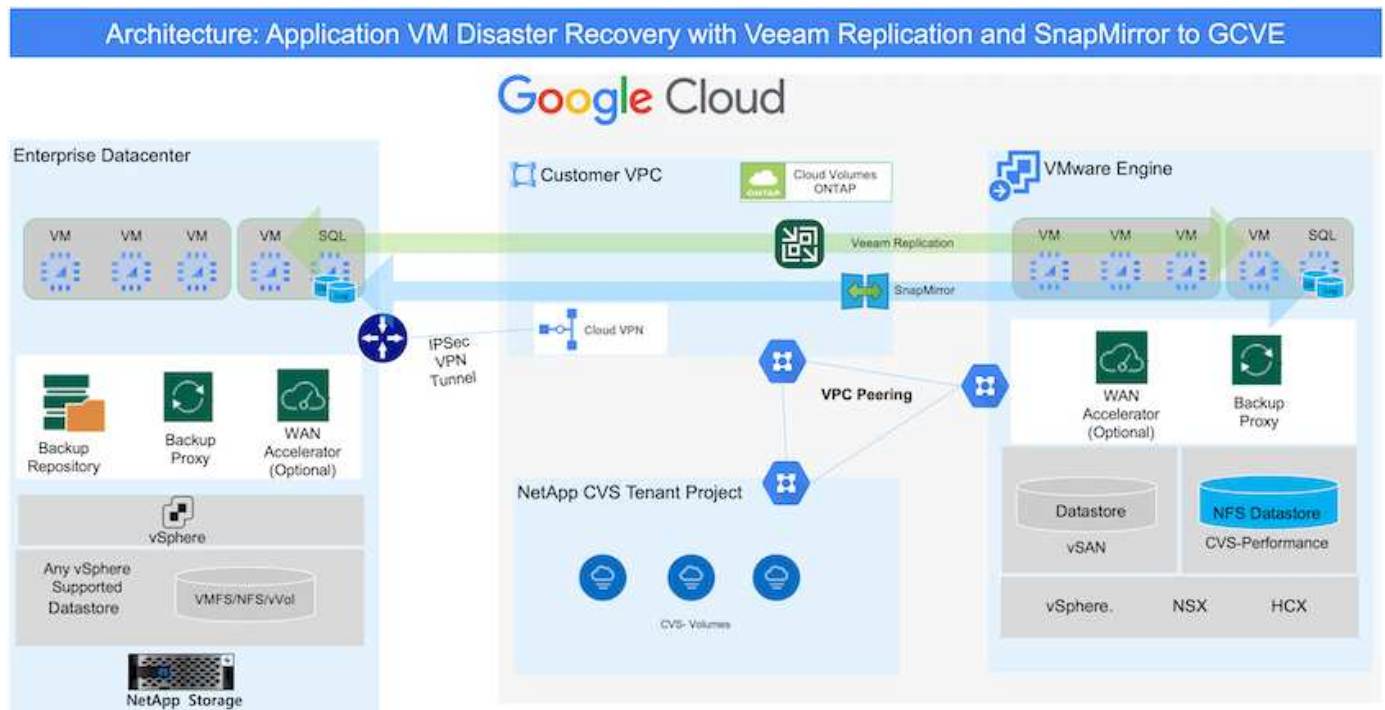 Architecture: Application VM Disaster Recovery with Veeam Replication and SnapMirror to GCVE
Google Cloud
Enterprise Datacenter
VM VM VM VM SQL
Customer VPC
ONTAP
Cloud Volumes
ONTAP
VMware Engine
VM VM VM VM SQL
Veeam Replication
SnapMirror
IPSec
VPN
Tunnel
Cloud VPN
VPC Peering
Backup
Repository
Backup
Proxy
WAN
Accelerator
(Optional)
WAN
Accelerator
(Optional)
Backup
Proxy
vSphere
Any vSphere
Supported
Datastore
VMFS/NFS/vVol
NetApp Storage
NetApp CVS Tenant Project
CVS- Volumes
Datastore
vSAN
NFS Datastore
CVS-Performance
vSphere. NSX HCX